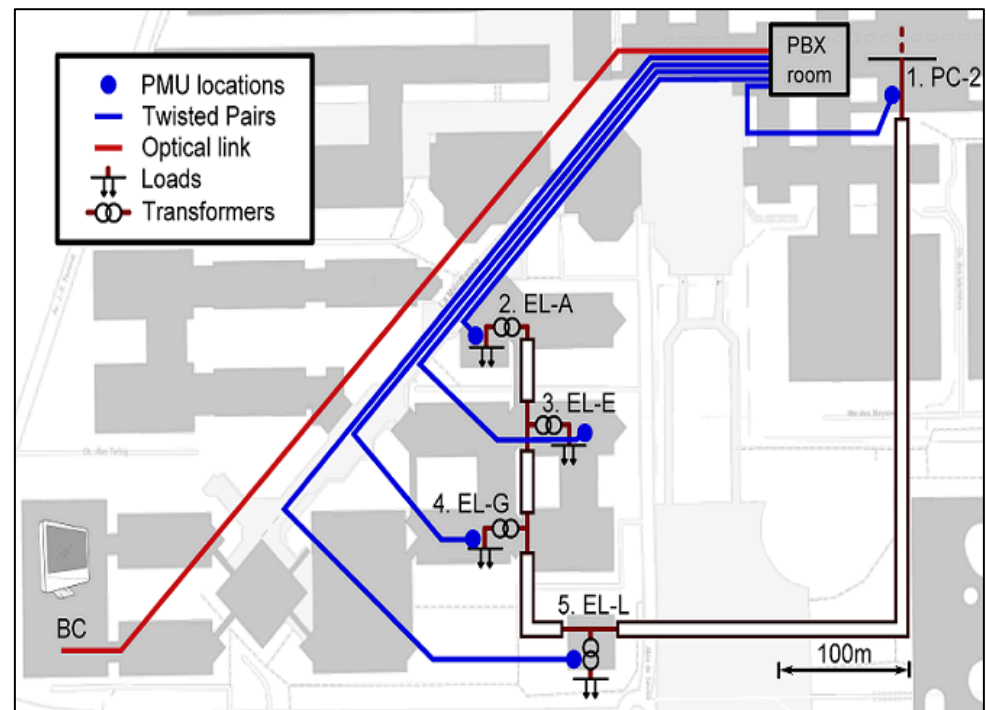 PBX
room
1. PC-2
PMU locations
Twisted Pairs
Optical link
Loads
Transformers
2. EL-A
3. EL-E
4. EL-G
5. EL-L
BC
100m